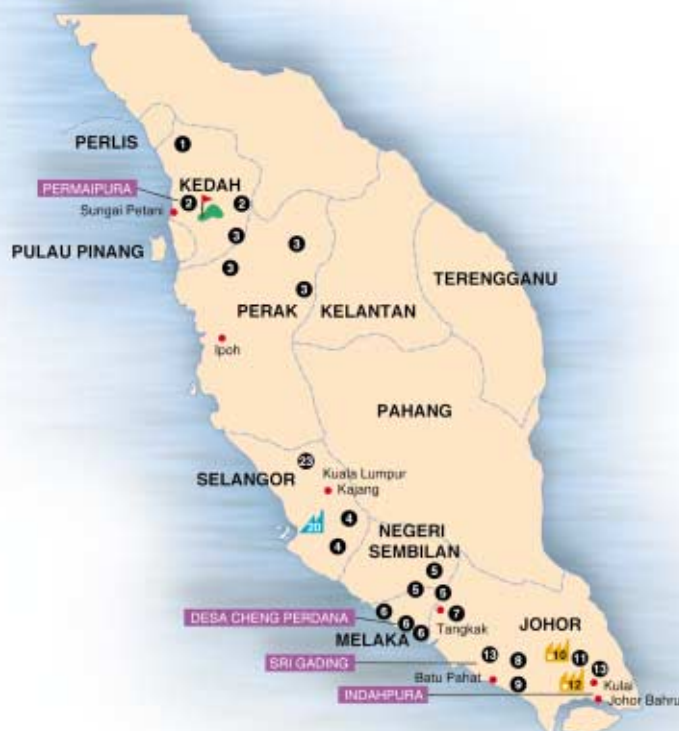 PERLIS
1
PERMAIPURA
KEDAH
2
2
Sungai Petani
3
3
PULAU PINANG
3
TERENGGANU
3
PERAK
KELANTAN
Ipoh
PAHANG
23
SELANGOR
Kuala Lumpur
Kajang
20
4
NEGERI
SEMBILAN
4
5
5
5
6
7
DESA CHENG PERDANA
6
Tangkak
JOHOR
MELAKA
6
13
8
10
11
SRI GADING
13
Batu Pahat
9
12
Kulai
INDAHPURA
Johor Bahru